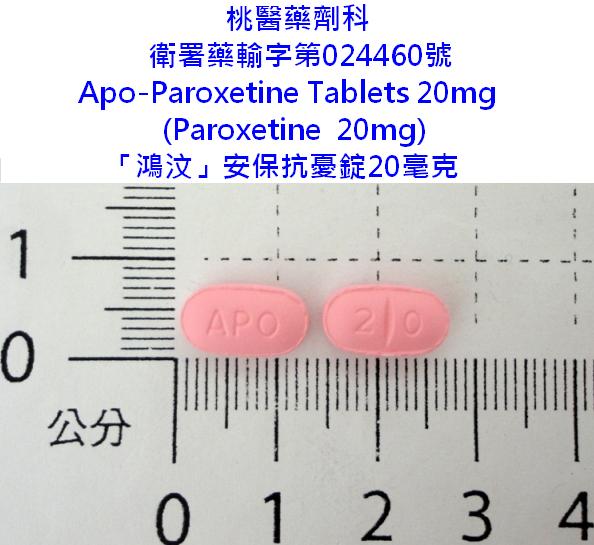 桃醫藥劑科
衛署藥輸字第024460號
Apo-Paroxetine Tablets 20mg
(Paroxetine 20mg)
「鴻汶」安保抗憂錠20毫克
1
APO
2 0
0
公分
0 1 2 3 4